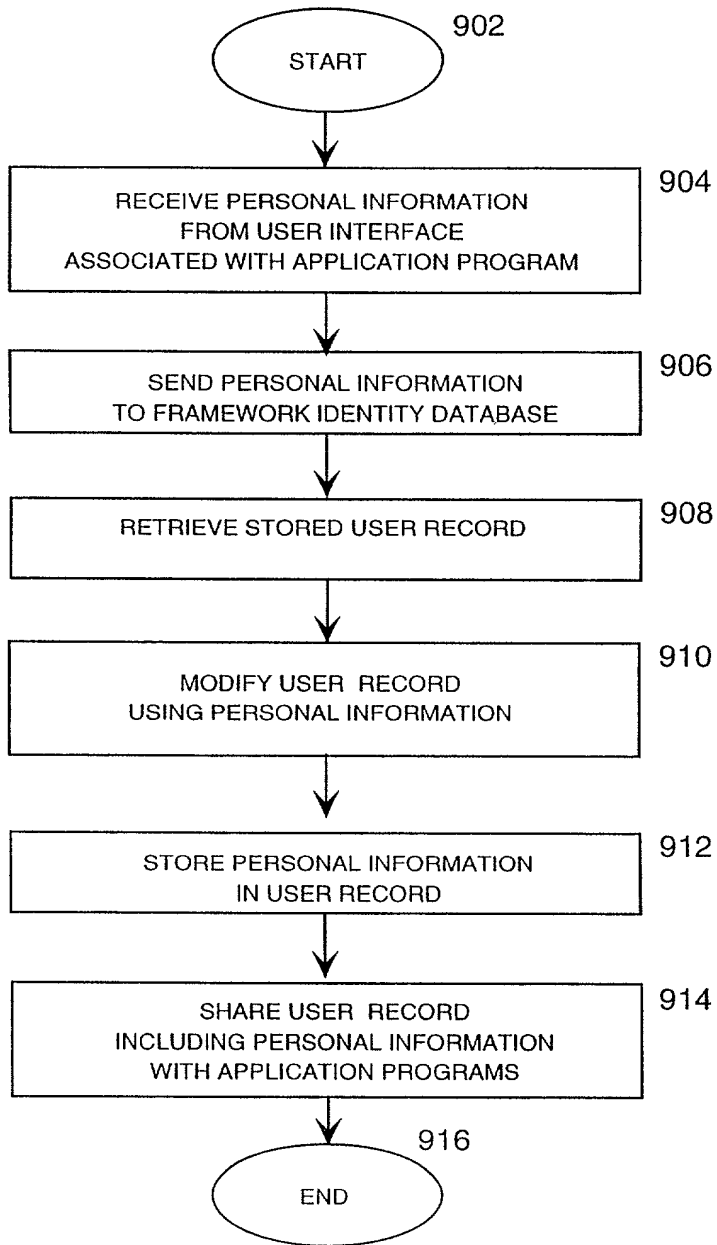 902
START
904
RECEIVE PERSONAL INFORMATION
FROM USER INTERFACE
ASSOCIATED WITH APPLICATION PROGRAM
906
SEND PERSONAL INFORMATION
TO FRAMEWORK IDENTITY DATABASE
908
RETRIEVE STORED USER RECORD
910
MODIFY USER RECORD
USING PERSONAL INFORMATION
912
STORE PERSONAL INFORMATION
IN USER RECORD
914
SHARE USER RECORD
INCLUDING PERSONAL INFORMATION
WITH APPLICATION PROGRAMS
916
END